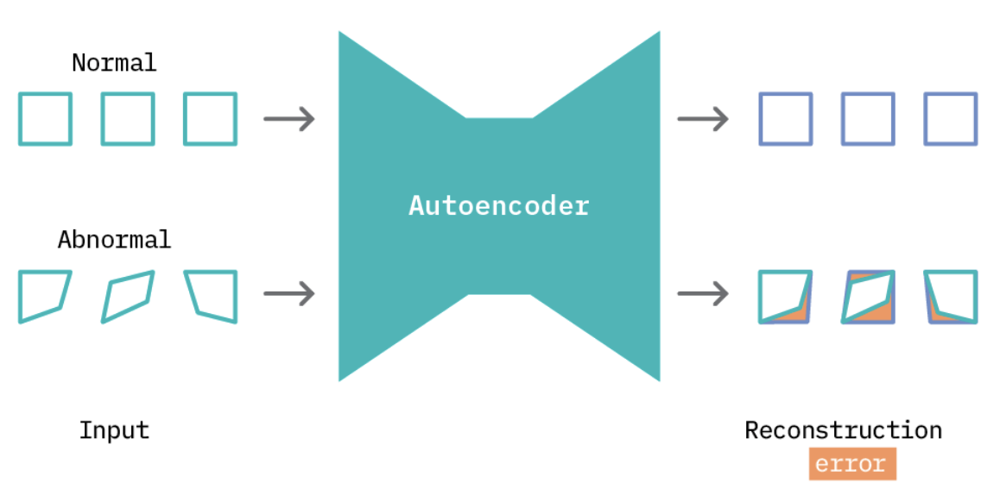 Normal
Autoencoder
Abnormal
Input
Reconstruction
error